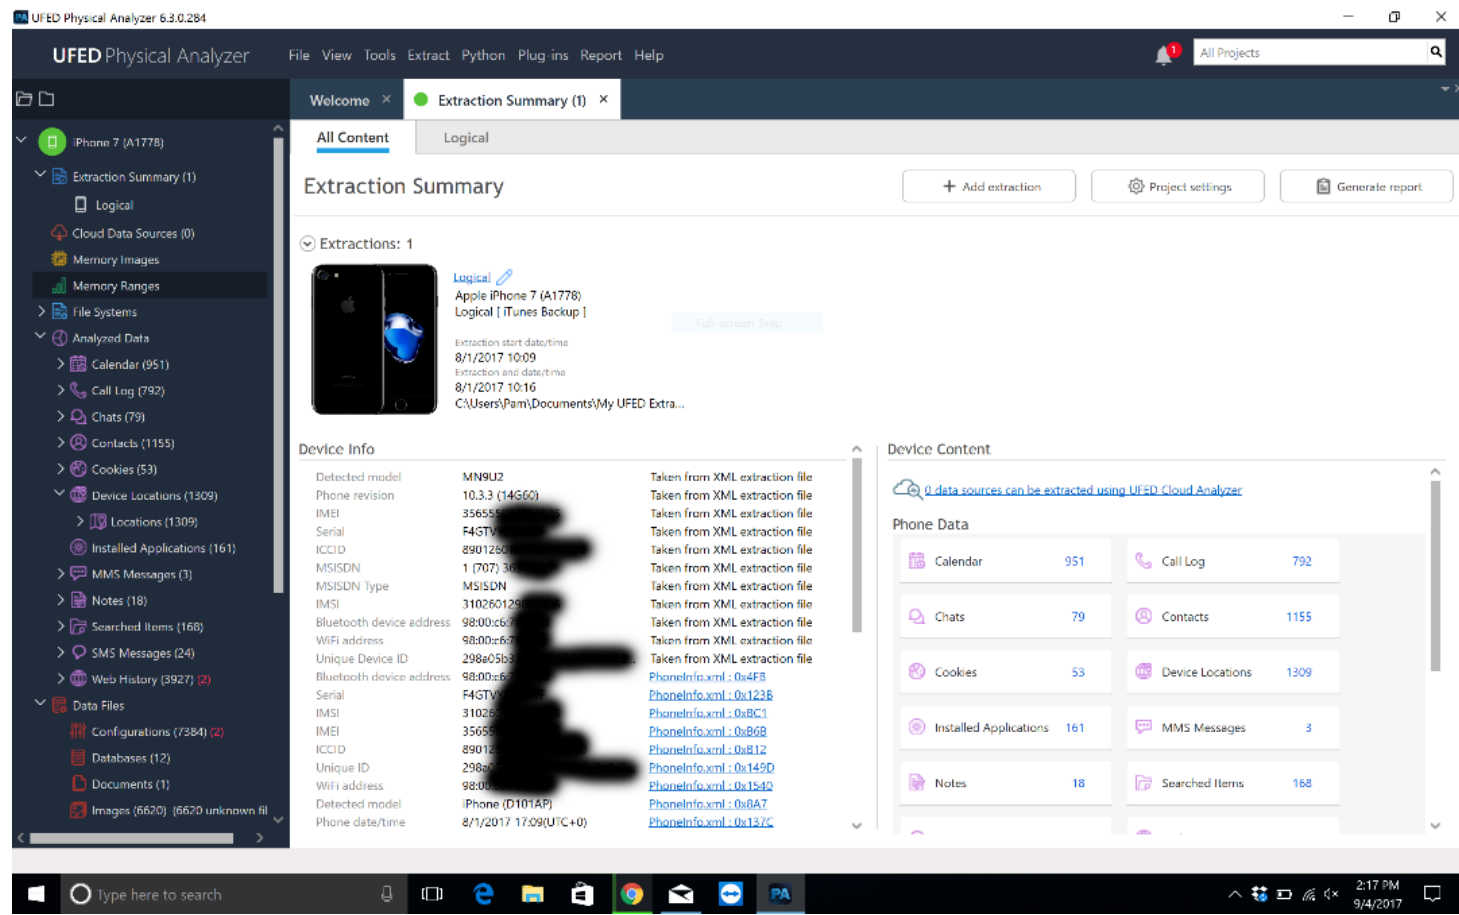 UFED Physical Analyzer 6.3.0.284
UFED Physical Analyzer File View Tools Extract Python Plug-ins Report Help 1 All Projects
Welcome × Extraction Summary (1) ×
All Content Logical
iPhone 7 (A1778)
Extraction Summary (1)
Logical
Cloud Data Sources (0)
Memory Images
Memory Ranges
File Systems
Analyzed Data
Calendar (951)
Call Log (792)
Chats (79)
Contacts (1155)
Cookies (53)
Device Locations (1309)
Locations (1309)
Installed Applications (161)
MMS Messages (3)
Notes (18)
Searched Items (168)
SMS Messages (24)
Web History (3927) (2)
Data Files
Configurations (7384) (2)
Databases (12)
Documents (1)
Images (6620) (6620 unknown fil
Extraction Summary
+ Add extraction Project settings Generate report
Extractions: 1
Logical
Apple iPhone 7 (A1778)
Logical [ iTunes Backup ]
Full-screen Snip
Extraction start date/time
8/1/2017 10:09
Extraction end date/time
8/1/2017 10:16
C:\Users\Pam\Documents\My UFED Extra...
Device Info
Detected model MN9U2 Taken from XML extraction file
Phone revision 10.3.3 (14G60) Taken from XML extraction file
IMEI Taken from XML extraction file
Serial F4GTV Taken from XML extraction file
ICCID Taken from XML extraction file
MSISDN 1 (707) Taken from XML extraction file
MSISDN Type MSISDN Taken from XML extraction file
IMSI Taken from XML extraction file
Bluetooth device address 98:00:c6: Taken from XML extraction file
WiFi address 98:00:c6: Taken from XML extraction file
Unique Device ID 298a05b Taken from XML extraction file
Bluetooth device address 98:00:c6: PhoneInfo.xml : 0x4FB
Serial F4GTV PhoneInfo.xml : 0x123B
IMSI 3102 PhoneInfo.xml : 0xBC1
IMEI 3565 PhoneInfo.xml : 0xB6B
ICCID 89012 PhoneInfo.xml : 0xB12
Unique ID 298a PhoneInfo.xml : 0x149D
WiFi address 98:0 PhoneInfo.xml : 0x1540
Detected model iPhone (D101AP) PhoneInfo.xml : 0x8A7
Phone date/time 8/1/2017 17:09(UTC+0) PhoneInfo.xml : 0x137C
Device Content
0 data sources can be extracted using UFED Cloud Analyzer
Phone Data
Calendar 951 Call Log 792
Chats 79 Contacts 1155
Cookies 53 Device Locations 1309
Installed Applications 161 MMS Messages 3
Notes 18 Searched Items 168
Type here to search
PA
2:17 PM
9/4/2017